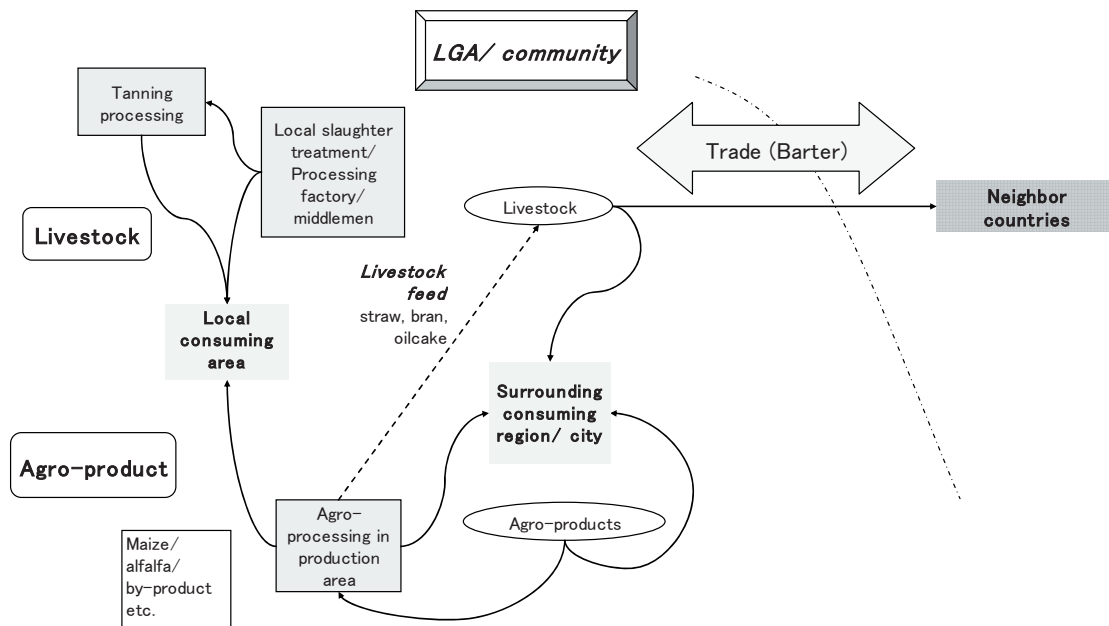 LGA/ community
Tanning
processing
Local slaughter
treatment/
Processing
factory/
middlemen
Trade (Barter)
Livestock
Neighbor
countries
Livestock
Livestock
feed
straw, bran,
oilcake
Local
consuming
area
Surrounding
consuming
region/ city
Agro-product
Agro-
processing in
production
area
Agro-products
Maize/
alfalfa/
by-product
etc.